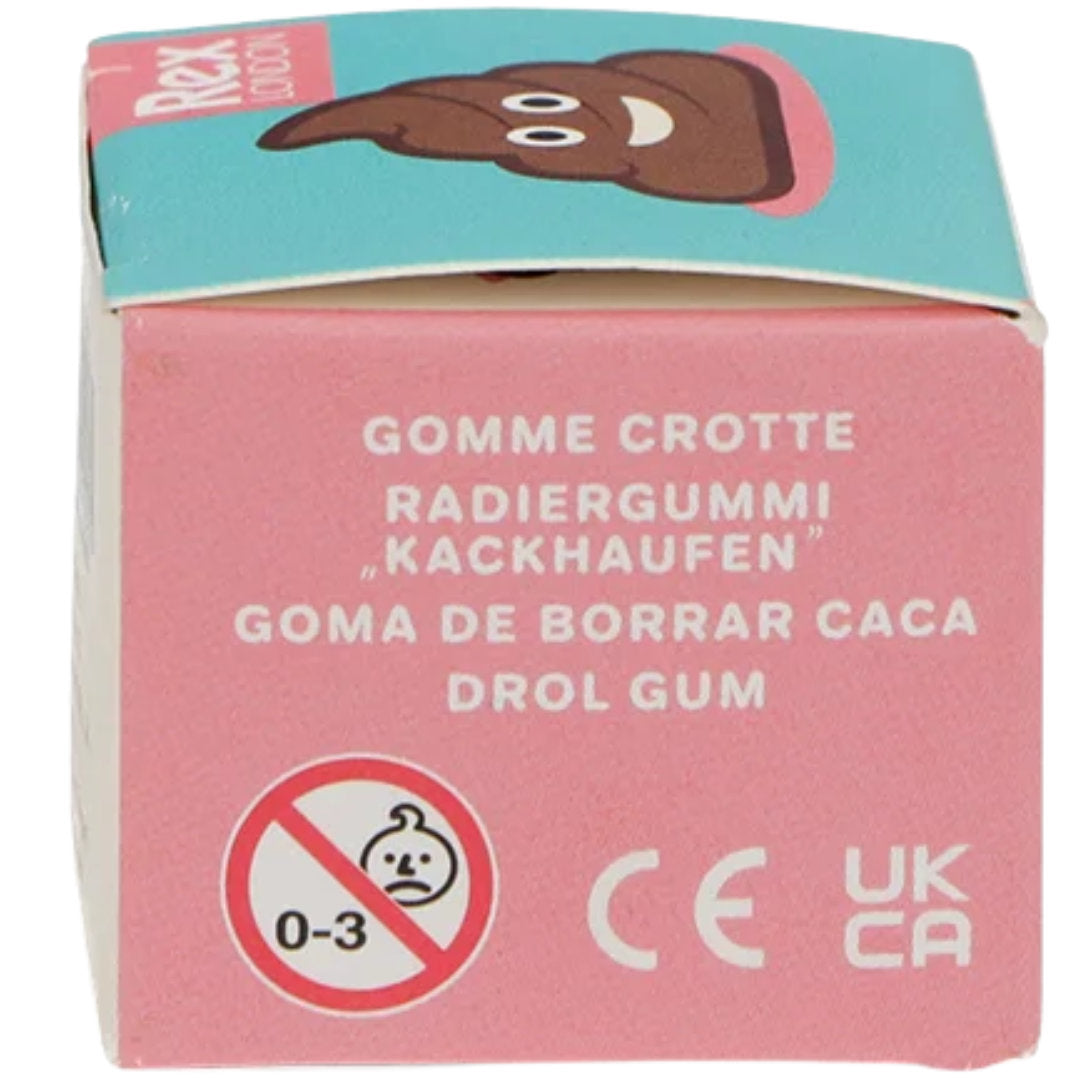 Rex
LONDON
GOMME CROTTE
RADIERGUMMI
„KACKHAUFEN”
GOMA DE BORRAR CACA
DROL GUM
0-3
CE
UK
CA